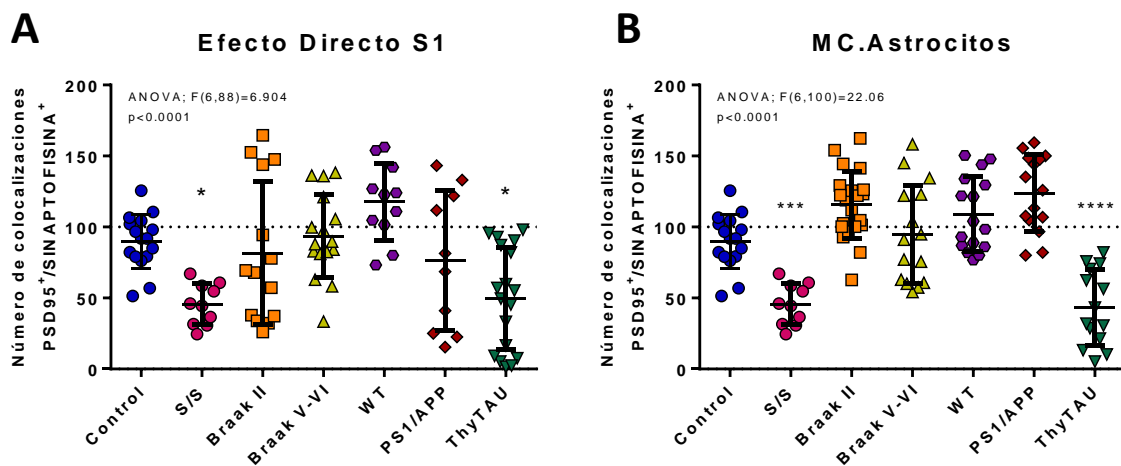 A
Efecto Directo S1
Número de colocalizaciones
PSD95+/SINAPTOFISINA+
ANOVA; F(6,88)=6.904
p<0.0001
200
150
100
50
0
*
*
Control
S/S
Braak II
Braak V-VI
WT
PS1/APP
ThyTAU
B
MC.Astrocitos
Número de colocalizaciones
PSD95+/SINAPTOFISINA+
ANOVA; F(6,100)=22.06
p<0.0001
200
150
100
50
0
***
****
Control
S/S
Braak II
Braak V-VI
WT
PS1/APP
ThyTAU